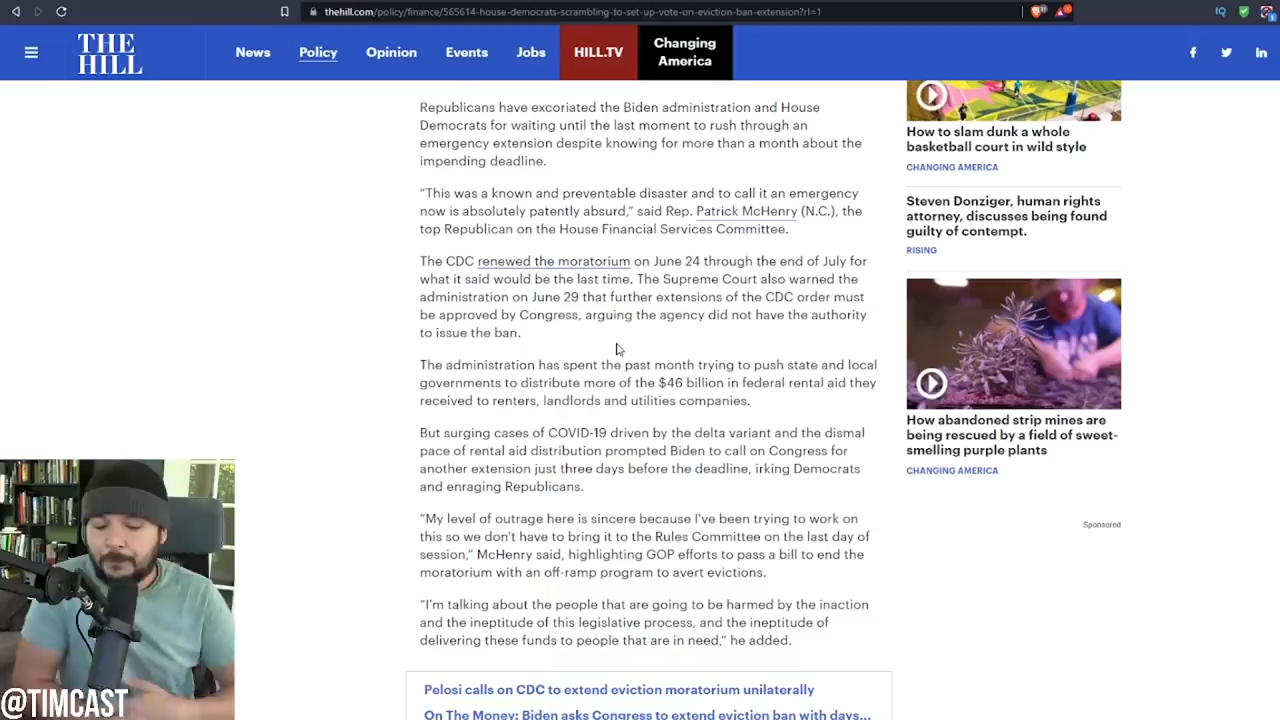 thehill.com/policy/finance/565614-house-democrats-scrambling-to-set-up-vote-on-eviction-ban-extension?rl=1
THE
HILL
News
Policy
Opinion
Events
Jobs
HILL.TV
Changing
America
Republicans have excoriated the Biden administration and House
Democrats for waiting until the last moment to rush through an
emergency extension despite knowing for more than a month about the
impending deadline.
“This was a known and preventable disaster and to call it an emergency
now is absolutely patently absurd,” said Rep. Patrick McHenry (N.C.), the
top Republican on the House Financial Services Committee.
The CDC renewed the moratorium on June 24 through the end of July for
what it said would be the last time. The Supreme Court also warned the
administration on June 29 that further extensions of the CDC order must
be approved by Congress, arguing the agency did not have the authority
to issue the ban.
The administration has spent the past month trying to push state and local
governments to distribute more of the $46 billion in federal rental aid they
received to renters, landlords and utilities companies.
But surging cases of COVID-19 driven by the delta variant and the dismal
pace of rental aid distribution prompted Biden to call on Congress for
another extension just three days before the deadline, irking Democrats
and enraging Republicans.
“My level of outrage here is sincere because I've been trying to work on
this so we don't have to bring it to the Rules Committee on the last day of
session,” McHenry said, highlighting GOP efforts to pass a bill to end the
moratorium with an off-ramp program to avert evictions.
“I'm talking about the people that are going to be harmed by the inaction
and the ineptitude of this legislative process, and the ineptitude of
delivering these funds to people that are in need,” he added.
Pelosi calls on CDC to extend eviction moratorium unilaterally
On The Money: Biden asks Congress to extend eviction ban with days...
How to slam dunk a whole
basketball court in wild style
CHANGING AMERICA
Steven Donziger, human rights
attorney, discusses being found
guilty of contempt.
RISING
How abandoned strip mines are
being rescued by a field of sweet-
smelling purple plants
CHANGING AMERICA
Sponsored
@TIMCAST